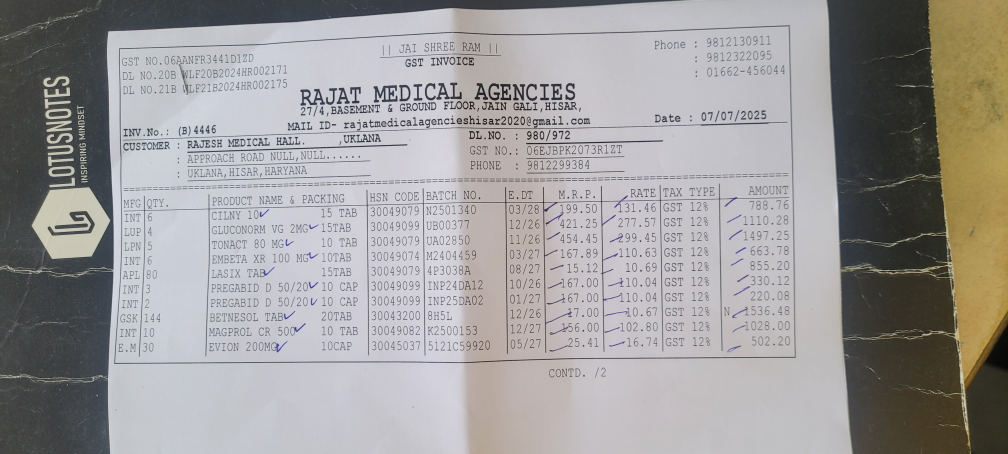 LOTUSNOTES
INSPIRING MINDSET
|| JAI SHREE RAM ||
GST INVOICE
GST NO.06AANFR3441D1ZD
DL NO.20B WLF20B2024HR002171
DL NO.21B WLF21B2024HR002175
Phone : 9812130911
: 9812322095
: 01662-456044
RAJAT MEDICAL AGENCIES
27/4,BASEMENT & GROUND FLOOR,JAIN GALI,HISAR,
MAIL ID- rajatmedicalagencieshisar2020@gmail.com
INV.No.: (B)4446
Date : 07/07/2025
CUSTOMER : RAJESH MEDICAL HALL. ,UKLANA
: APPROACH ROAD NULL,NULL......
: UKLANA,HISAR,HARYANA
DL.NO. : 980/972
GST NO.: 06EJBPK2073R1ZT
PHONE : 9812299384
MFG QTY. PRODUCT NAME & PACKING HSN CODE BATCH NO. E.DT M.R.P. RATE TAX TYPE AMOUNT
INT 6 CILNY 10 15 TAB 30049079 N2501340 03/28 199.50 131.46 GST 12% 788.76
LUP 4 GLUCONORM VG 2MG 15TAB 30049099 UB00377 12/26 421.25 277.57 GST 12% 1110.28
LPN 5 TONACT 80 MG 10 TAB 30049079 UA02850 11/26 454.45 299.45 GST 12% 1497.25
INT 6 EMBETA XR 100 MG 10TAB 30049074 M2404459 03/27 167.89 110.63 GST 12% 663.78
APL 80 LASIX TAB 15TAB 30049079 4P3038A 08/27 15.12 10.69 GST 12% 855.20
INT 3 PREGABID D 50/20 10 CAP 30049099 INP24DA12 10/26 167.00 110.04 GST 12% 330.12
INT 2 PREGABID D 50/20 10 CAP 30049099 INP25DA02 01/27 167.00 110.04 GST 12% 220.08
GSK 144 BETNESOL TAB 20TAB 30043200 8H5L 12/26 17.00 10.67 GST 12% N 1536.48
INT 10 MAGPROL CR 500 10 TAB 30049082 K2500153 12/27 156.00 102.80 GST 12% 1028.00
E.M 30 EVION 200MG 10CAP 30045037 5121C59920 05/27 25.41 16.74 GST 12% 502.20
CONTD. /2